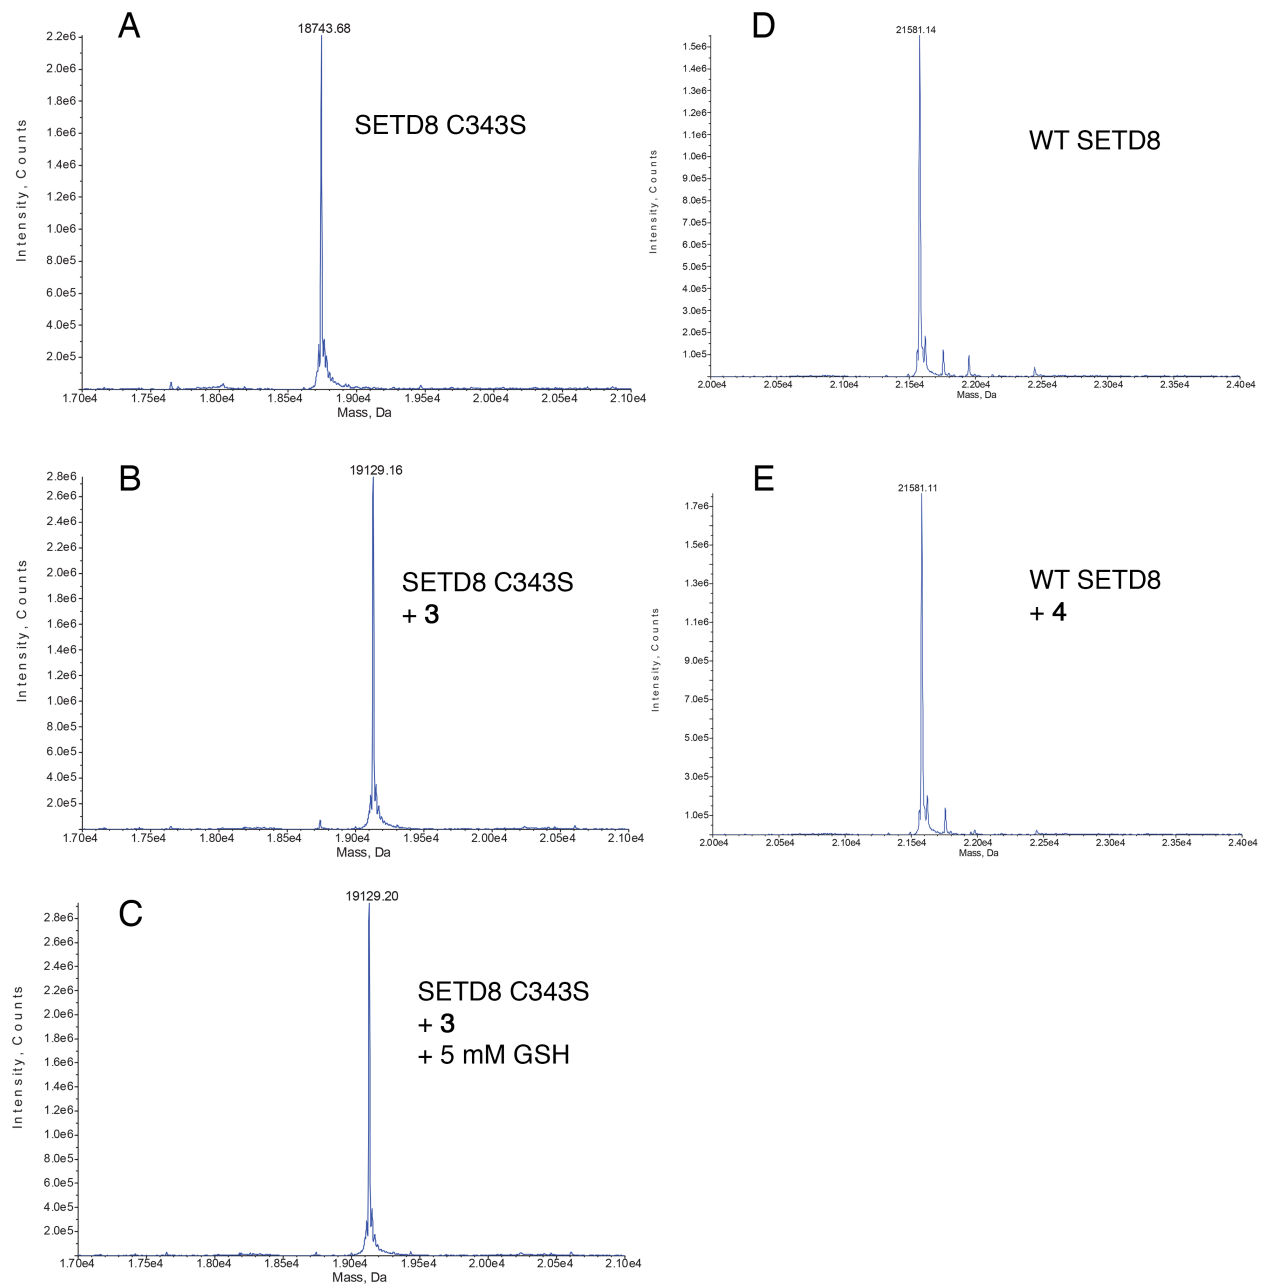 A
18743.68
SETD8 C343S
Intensity, Counts
2.2e6
2.0e6
1.8e6
1.6e6
1.4e6
1.2e6
1.0e6
8.0e5
6.0e5
4.0e5
2.0e5
1.70e4 1.75e4 1.80e4 1.85e4 1.90e4 1.95e4 2.00e4 2.05e4 2.10e4
Mass, Da
D
21581.14
WT SETD8
Intensity, Counts
1.5e6
1.4e6
1.3e6
1.2e6
1.1e6
1.0e6
9.0e5
8.0e5
7.0e5
6.0e5
5.0e5
4.0e5
3.0e5
2.0e5
1.0e5
2.00e4 2.05e4 2.10e4 2.15e4 2.20e4 2.25e4 2.30e4 2.35e4 2.40e4
Mass, Da
B
19129.16
SETD8 C343S
+ 3
Intensity, Counts
2.8e6
2.6e6
2.4e6
2.2e6
2.0e6
1.8e6
1.6e6
1.4e6
1.2e6
1.0e6
8.0e5
6.0e5
4.0e5
2.0e5
1.70e4 1.75e4 1.80e4 1.85e4 1.90e4 1.95e4 2.00e4 2.05e4 2.10e4
Mass, Da
E
21581.11
WT SETD8
+ 4
Intensity, Counts
1.7e6
1.5e6
1.3e6
1.1e6
9.0e5
7.0e5
5.0e5
3.0e5
1.0e5
2.00e4 2.05e4 2.10e4 2.15e4 2.20e4 2.25e4 2.30e4 2.35e4 2.40e4
Mass, Da
C
19129.20
SETD8 C343S
+ 3
+ 5 mM GSH
Intensity, Counts
2.8e6
2.6e6
2.4e6
2.2e6
2.0e6
1.8e6
1.6e6
1.4e6
1.2e6
1.0e6
8.0e5
6.0e5
4.0e5
2.0e5
1.70e4 1.75e4 1.80e4 1.85e4 1.90e4 1.95e4 2.00e4 2.05e4 2.10e4
Mass, Da